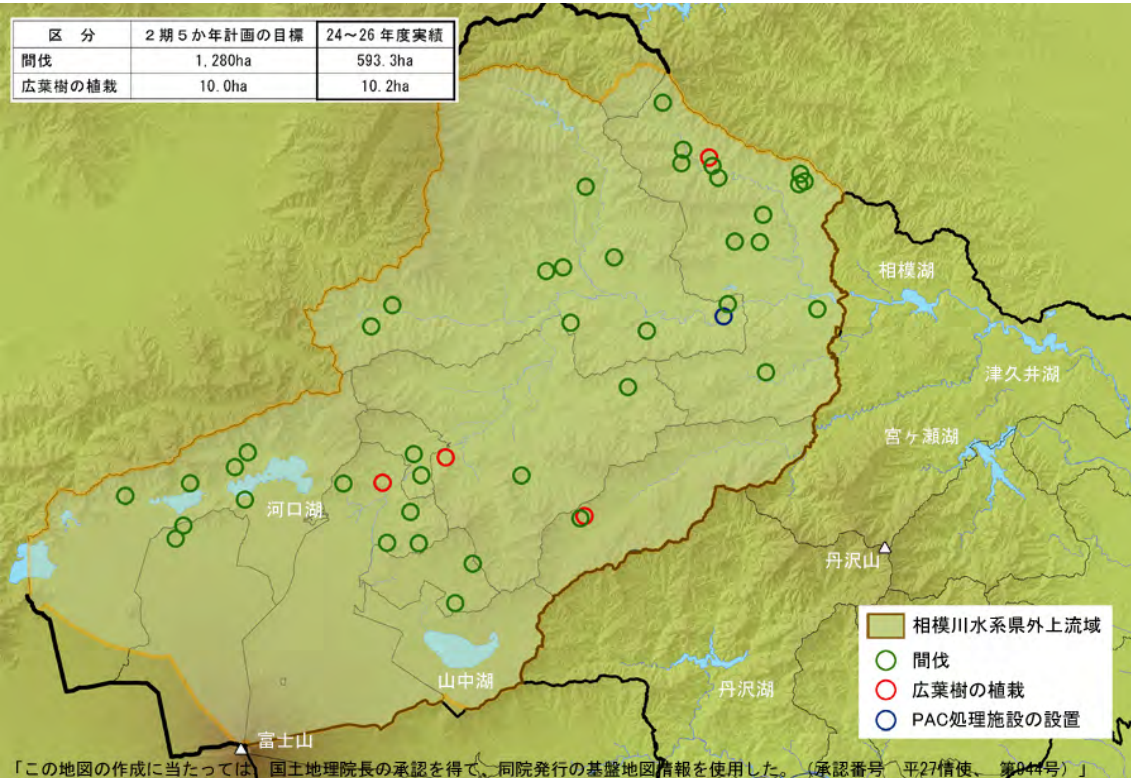 区 分 2期5か年計画の目標 24～26年度実績
間伐 1,280ha 593.3ha
広葉樹の植栽 10.0ha 10.2ha
相模湖
津久井湖
宮ヶ瀬湖
河口湖
丹沢山
山中湖
丹沢湖
富士山
相模川水系県外上流域
間伐
広葉樹の植栽
PAC処理施設の設置
「この地図の作成に当たっては、国土地理院長の承認を得て、同院発行の基盤地図情報を使用した。（承認番号 平27情使、 第944号）」